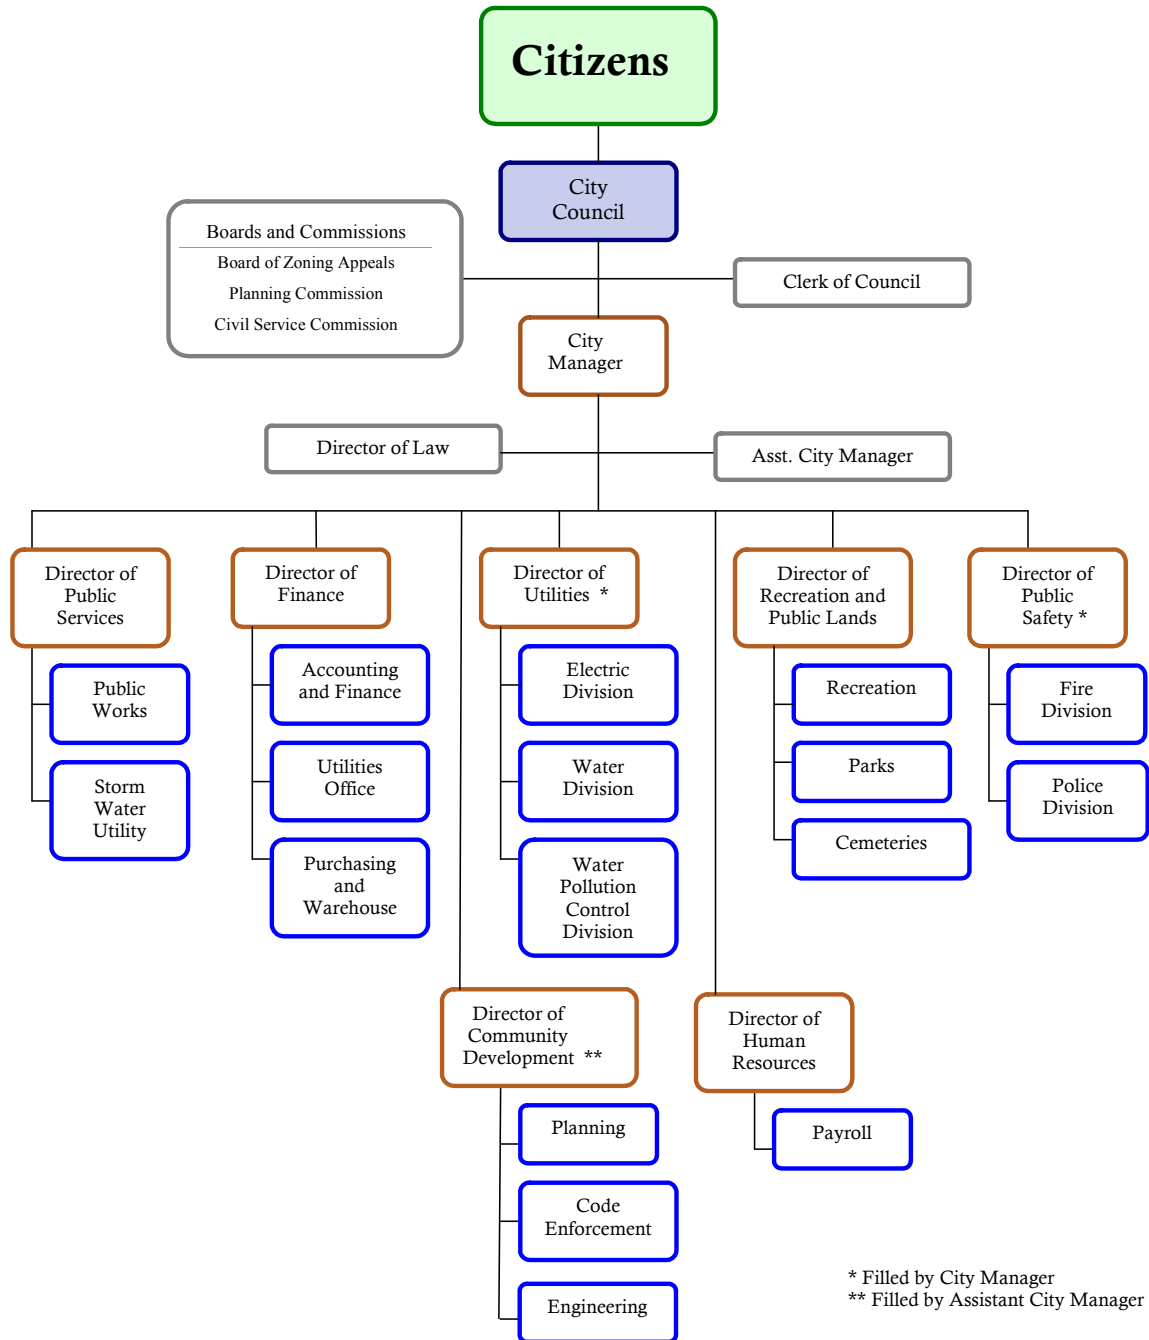 Citizens
City
Council
Boards and Commissions
Board of Zoning Appeals
Planning Commission
Civil Service Commission
Clerk of Council
City
Manager
Director of Law
Asst. City Manager
Director of
Public
Services
Director of
Finance
Director of
Utilities *
Director of
Recreation and
Public Lands
Director of
Public
Safety *
Public
Works
Storm
Water
Utility
Accounting
and Finance
Utilities
Office
Purchasing
and
Warehouse
Electric
Division
Water
Division
Water
Pollution
Control
Division
Recreation
Parks
Cemeteries
Fire
Division
Police
Division
Director of
Community
Development **
Director of
Human
Resources
Planning
Code
Enforcement
Engineering
Payroll
* Filled by City Manager
** Filled by Assistant City Manager